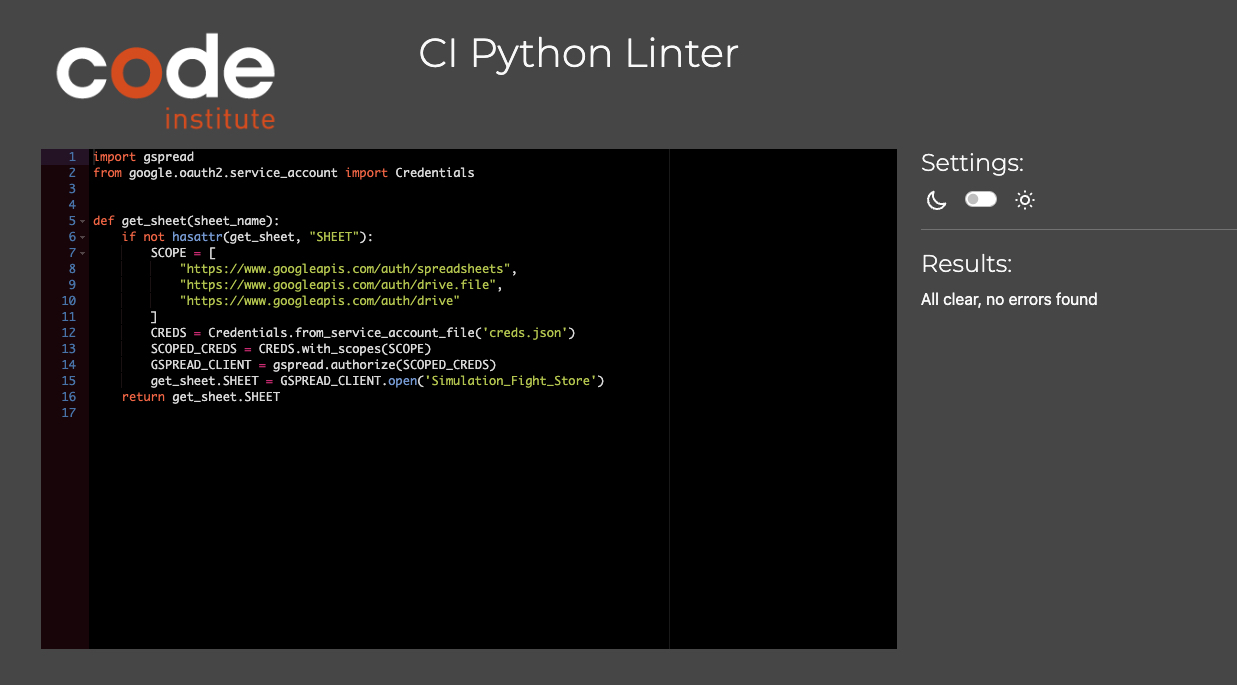 code
institute
CI Python Linter
1 import gspread
2 from google.oauth2.service_account import Credentials
3
4
5 def get_sheet(sheet_name):
6     if not hasattr(get_sheet, "SHEET"):
7         SCOPE = [
8             "https://www.googleapis.com/auth/spreadsheets",
9             "https://www.googleapis.com/auth/drive.file",
10             "https://www.googleapis.com/auth/drive"
11         ]
12         CREDS = Credentials.from_service_account_file('creds.json')
13         SCOPED_CREDS = CREDS.with_scopes(SCOPE)
14         GSPREAD_CLIENT = gspread.authorize(SCOPED_CREDS)
15         get_sheet.SHEET = GSPREAD_CLIENT.open('Simulation_Fight_Store')
16     return get_sheet.SHEET
17
Settings:
Results:
All clear, no errors found